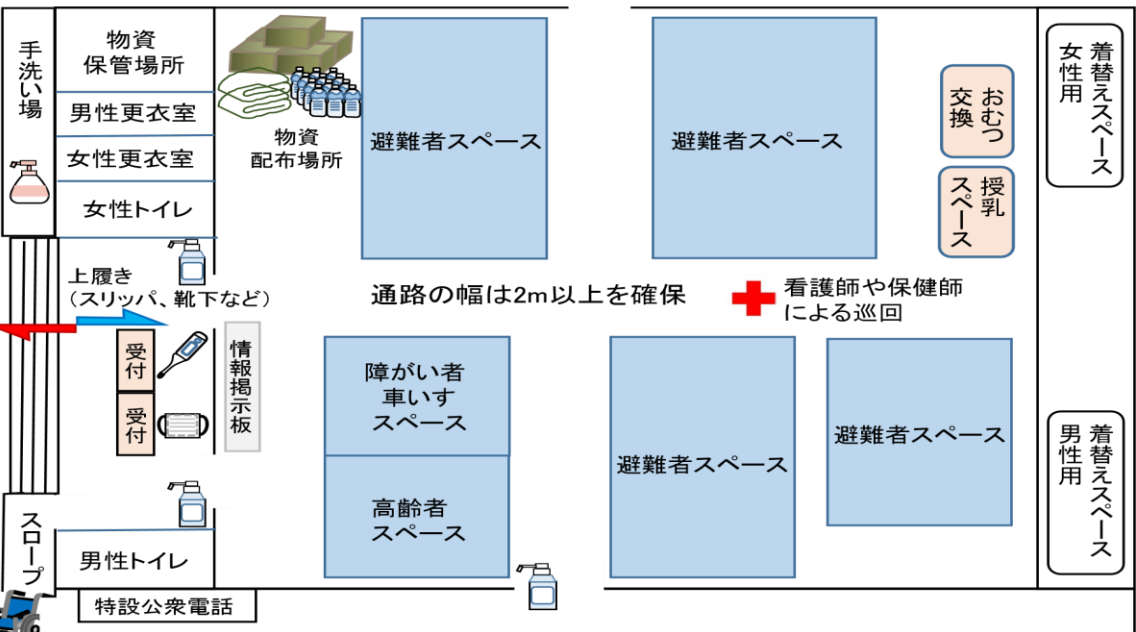 手洗い場
物資
保管場所
男性更衣室
女性更衣室
女性トイレ
物資
配布場所
避難者スペース
避難者スペース
おむつ
交換
授乳
スペース
着替えスペース
女性用
上履き
（スリッパ、靴下など）
通路の幅は2m以上を確保
看護師や保健師
による巡回
受付
受付
情報掲示板
障がい者
車いす
スペース
高齢者
スペース
避難者スペース
避難者スペース
着替えスペース
男性用
スロープ
男性トイレ
特設公衆電話